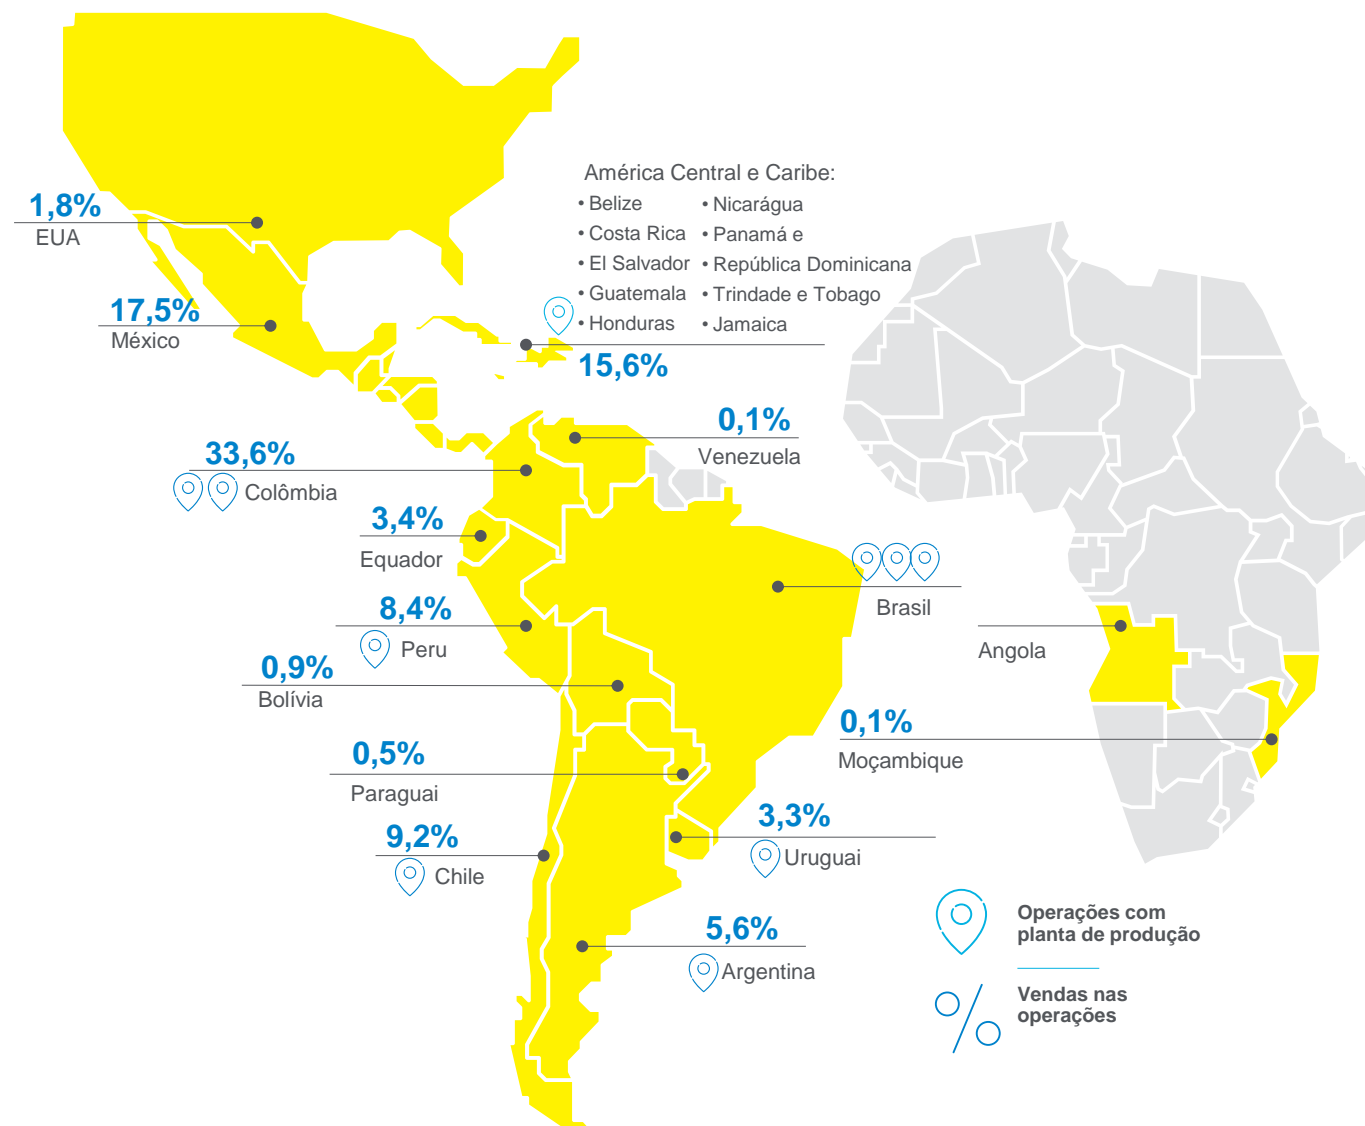 América Central e Caribe:
• Belize
• Costa Rica
• El Salvador
• Guatemala
• Honduras
• Nicarágua
• Panamá e
• República Dominicana
• Trindade e Tobago
• Jamaica
15,6%
1,8%
EUA
17,5%
México
0,1%
Venezuela
33,6%
Colômbia
3,4%
Equador
Brasil
8,4%
Peru
Angola
0,9%
Bolívia
0,1%
Moçambique
0,5%
Paraguai
3,3%
Uruguai
9,2%
Chile
5,6%
Argentina
Operações com
planta de produção
Vendas nas
operações